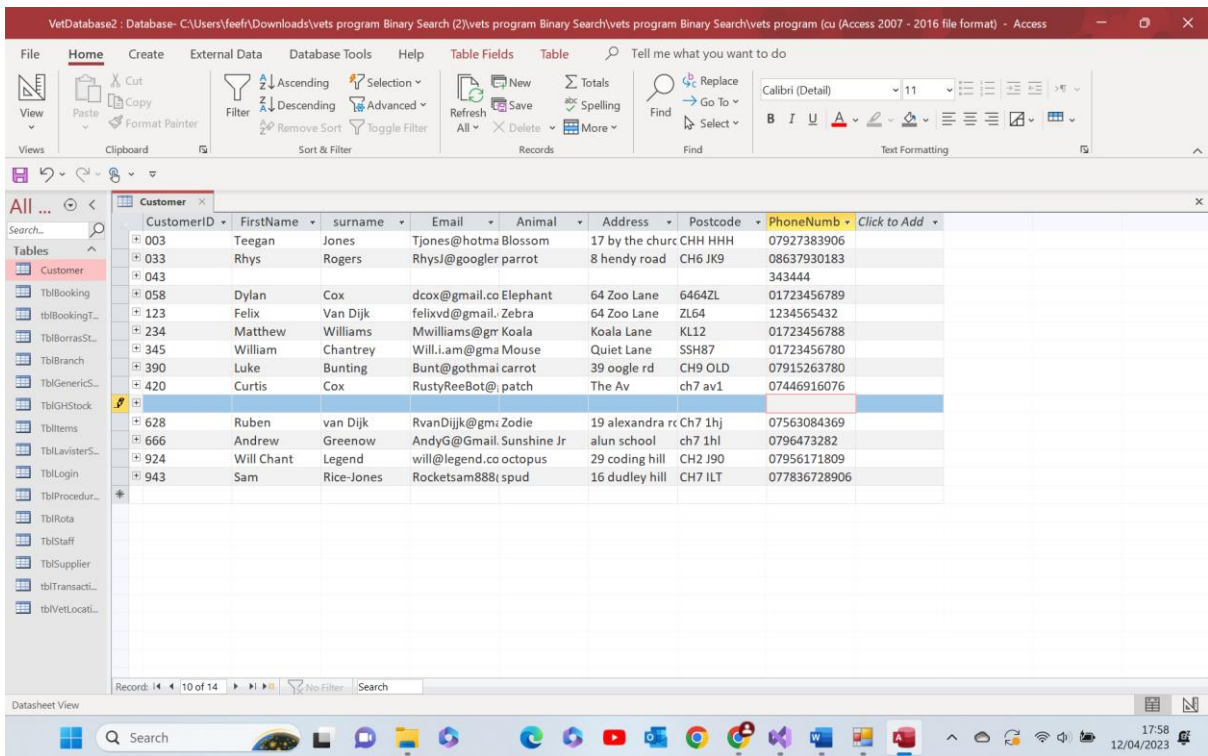 VetDatabase2 : Database- C:\Users\feefr\Downloads\vets program Binary Search (2)\vets program Binary Search\vets program Binary Search\vets program (cu (Access 2007 - 2016 file format) - Access
File Home Create External Data Database Tools Help Table Fields Table Tell me what you want to do
View
Paste
Cut
Copy
Format Painter
Filter
Ascending
Descending
Remove Sort
Selection
Advanced
Toggle Filter
Refresh All
New
Save
Delete
Totals
Spelling
More
Find
Replace
Go To
Select
Calibri (Detail) 11
B I U A
Views Clipboard Sort & Filter Records Find Text Formatting
All ...
Search...
Tables
Customer
TblBooking
tblBookingT...
TblBorrasSt...
TblBranch
TblGenericS...
TblGHStock
TblItems
TblLavisterS...
TblLogin
TblProcedur...
TblRota
TblStaff
TblSupplier
tblTransacti...
tblVetLocati...
Customer
CustomerID FirstName surname Email Animal Address Postcode PhoneNumb Click to Add
003 Teegan Jones Tjones@hotma Blossom 17 by the churc CHH HHH 07927383906
033 Rhys Rogers RhysJ@googler parrot 8 hendy road CH6 JK9 08637930183
043 343444
058 Dylan Cox dcox@gmail.co Elephant 64 Zoo Lane 6464ZL 01723456789
123 Felix Van Dijk felixvd@gmail. Zebra 64 Zoo Lane ZL64 1234565432
234 Matthew Williams Mwilliams@gm Koala Koala Lane KL12 01723456788
345 William Chantrey Will.i.am@gma Mouse Quiet Lane SSH87 01723456780
390 Luke Bunting Bunt@gothmai carrot 39 oogle rd CH9 OLD 07915263780
420 Curtis Cox RustyReeBot@ patch The Av ch7 av1 07446916076
628 Ruben van Dijk RvanDijjk@gma Zodie 19 alexandra ro Ch7 1hj 07563084369
666 Andrew Greenow AndyG@Gmail. Sunshine Jr alun school ch7 1hl 0796473282
924 Will Chant Legend will@legend.co octopus 29 coding hill CH2 J90 07956171809
943 Sam Rice-Jones Rocketsam888( spud 16 dudley hill CH7 ILT 077836728906
Record: 10 of 14 No Filter Search
Datasheet View
Search
17:58
12/04/2023